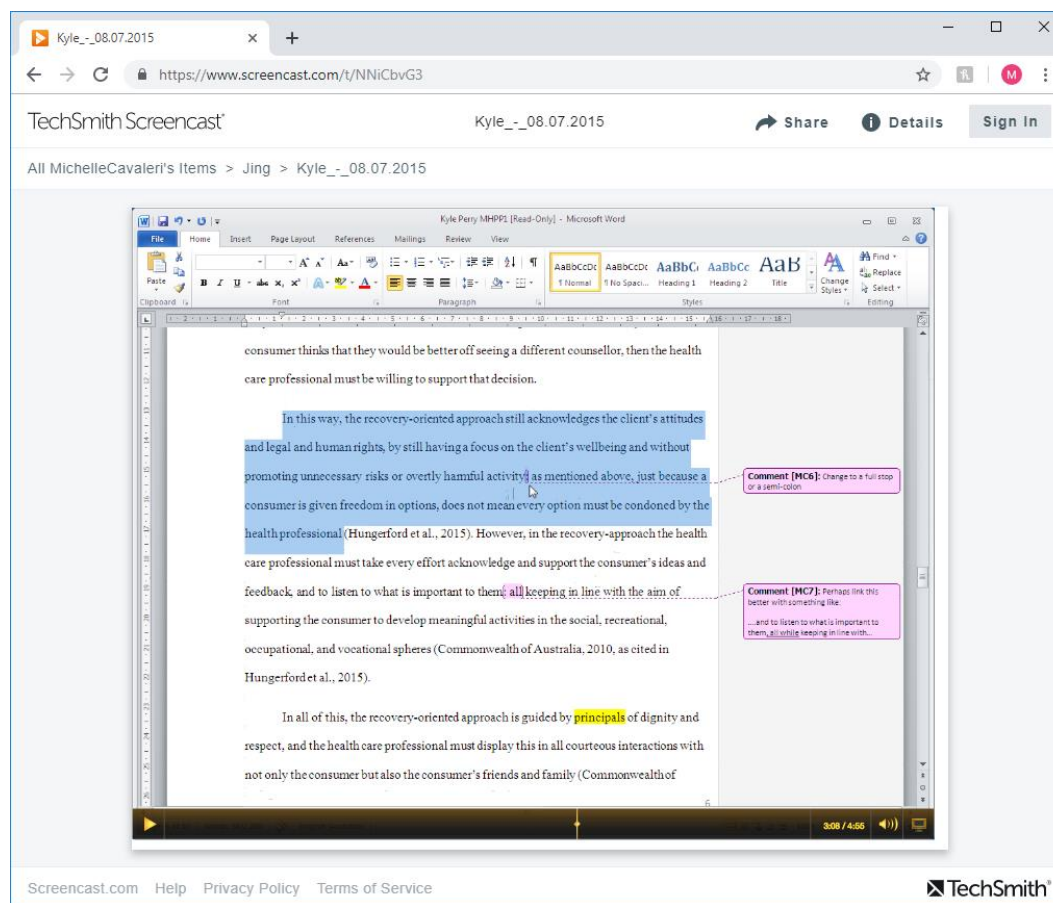 Kyle_-_08.07.2015
https://www.screencast.com/t/NNiCbvG3
M
TechSmith Screencast
Kyle_-_08.07.2015
Share
Details
Sign In
All MichelleCavaleri's Items > Jing > Kyle_-_08.07.2015
Kyle Perry MHPP1 [Read-Only] - Microsoft Word
File Home Insert Page Layout References Mailings Review View
Paste
AaBbCcDc AaBbCcDc AaBbC AaBbCc AaB
¶ Normal ¶ No Spaci... Heading 1 Heading 2 Title
Change Styles
Find
Replace
Select
Clipboard Font Paragraph Styles Editing
consumer thinks that they would be better off seeing a different counsellor, then the health
care professional must be willing to support that decision.
In this way, the recovery-oriented approach still acknowledges the client's attitudes
and legal and human rights, by still having a focus on the client's wellbeing and without
promoting unnecessary risks or overtly harmful activity: as mentioned above, just because a
consumer is given freedom in options, does not mean every option must be condoned by the
health professional (Hungerford et al., 2015). However, in the recovery-approach the health
care professional must take every effort acknowledge and support the consumer's ideas and
feedback, and to listen to what is important to them: all keeping in line with the aim of
supporting the consumer to develop meaningful activities in the social, recreational,
occupational, and vocational spheres (Commonwealth of Australia, 2010, as cited in
Hungerford et al., 2015).
In all of this, the recovery-oriented approach is guided by principals of dignity and
respect, and the health care professional must display this in all courteous interactions with
not only the consumer but also the consumer's friends and family (Commonwealth of
6
Comment [MC6]: Change to a full stop
or a semi-colon
Comment [MC7]: Perhaps link this
better with something like:
....and to listen to what is important to
them, all while keeping in line with...
3:08 / 4:55
Screencast.com Help Privacy Policy Terms of Service
TechSmith